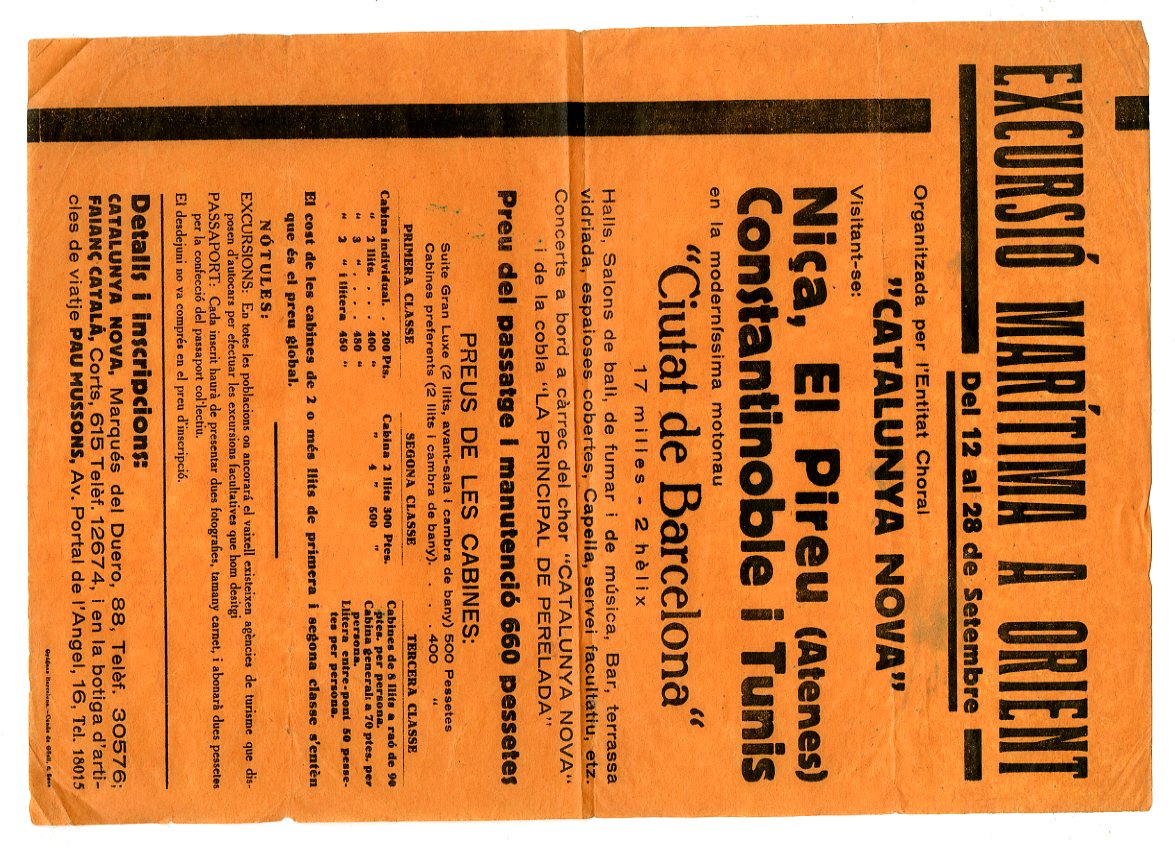 EXCURSIÓ MARÍTIMA A ORIENT
Del 12 al 28 de Setembre
Organitzada per l'Entitat Choral
"CATALUNYA NOVA"
Visitant-se:
Niça, El Pireu (Atenes)
Constantinoble i Tunis
en la moderníssima motonau
"Ciutat de Barcelona"
17 milles - 2 hèlix
Halls, Salons de ball, de fumar i de música, Bar, terrassa
vidriada, espaioses cobertes, Capella, servei facultatiu, etz.
Concerts a bord a càrrec del chor "CATALUNYA NOVA"
i de la cobla "LA PRINCIPAL DE PERELADA"
Preu del passatge i manutenció 660 pessetes
PREUS DE LES CABINES:
Suite Gran Luxe (2 llits, avant-sala i cambra de bany) 500 Pessetes
Cabines preferents (2 llits i cambra de bany). . . . 400 "
PRIMERA CLASSE
Cabina individual. . 200 Pts.
" 2 llits. . . . 400 "
" 3 " . . . . 480 "
" 2 " i llitera 450 "
SEGONA CLASSE
Cabina 2 llits 300 Ptes.
" 4 " 500 "
TERCERA CLASSE
Cabines de 8 llits a raó de 90
ptes. per persona.
Cabina general: a 70 ptes. per
persona.
Llitera entre-pont 50 pesse-
tes per persona.
El cost de les cabines de 2 o més llits de primera i segona classe s'entèn
que és el preu global.
NÓTULES:
EXCURSIONS: En totes les poblacions on ancorará el vaixell existeixen agències de turisme que dis-
posen d'autocars per efectuar les excursions facultatives que hom desitgi
PASSAPORT: Cada inscrit haurà de presentar dues fotografies, tamany carnet, i abonarà dues pessetes
per la confecció del passaport col'lectiu.
El desdejuni no va comprés en el preu d'inscripció.
Detalls i inscripcions:
CATALUNYA NOVA, Marqués del Duero, 88, Telèf. 30576;
FAIANÇ CATALÁ, Corts, 615 Telèf. 12674, i en la botiga d'arti-
cles de viatje PAU MUSSONS, Av. Portal de l'Angel, 16, Tel. 18015
Gràfiques Barcelona.-Conde de Güell,